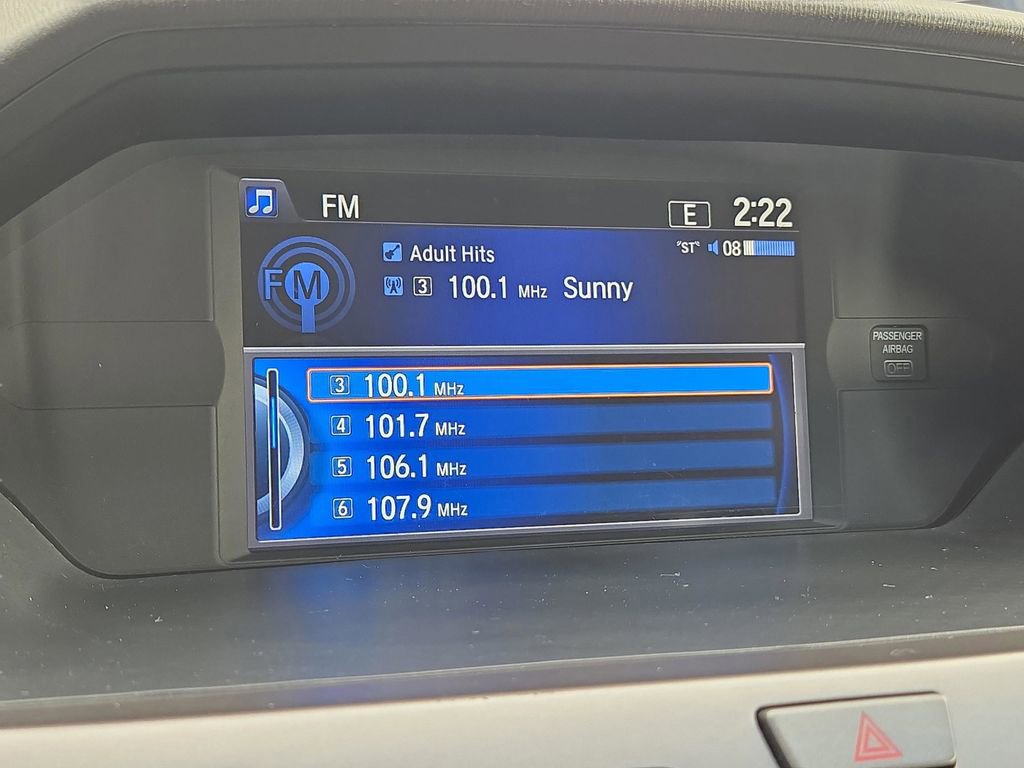 FM E 2:22
Adult Hits "ST" 08
FM 3 100.1 MHz Sunny
3 100.1 MHz
4 101.7 MHz
5 106.1 MHz
6 107.9 MHz
PASSENGER
AIRBAG
OFF